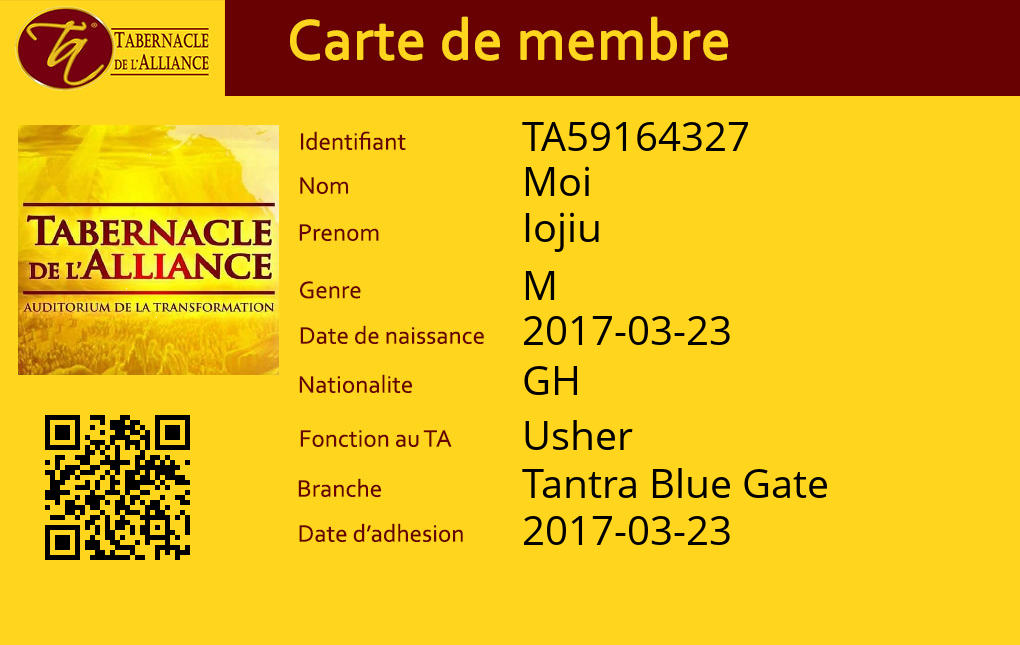 Ta®
TABERNACLE
DE L'ALLIANCE
Carte de membre
TABERNACLE
DE L'ALLIANCE
AUDITORIUM DE LA TRANSFORMATION
Identifiant TA59164327
Nom Moi
Prenom lojiu
Genre M
Date de naissance 2017-03-23
Nationalite GH
Fonction au TA Usher
Branche Tantra Blue Gate
Date d’adhesion 2017-03-23